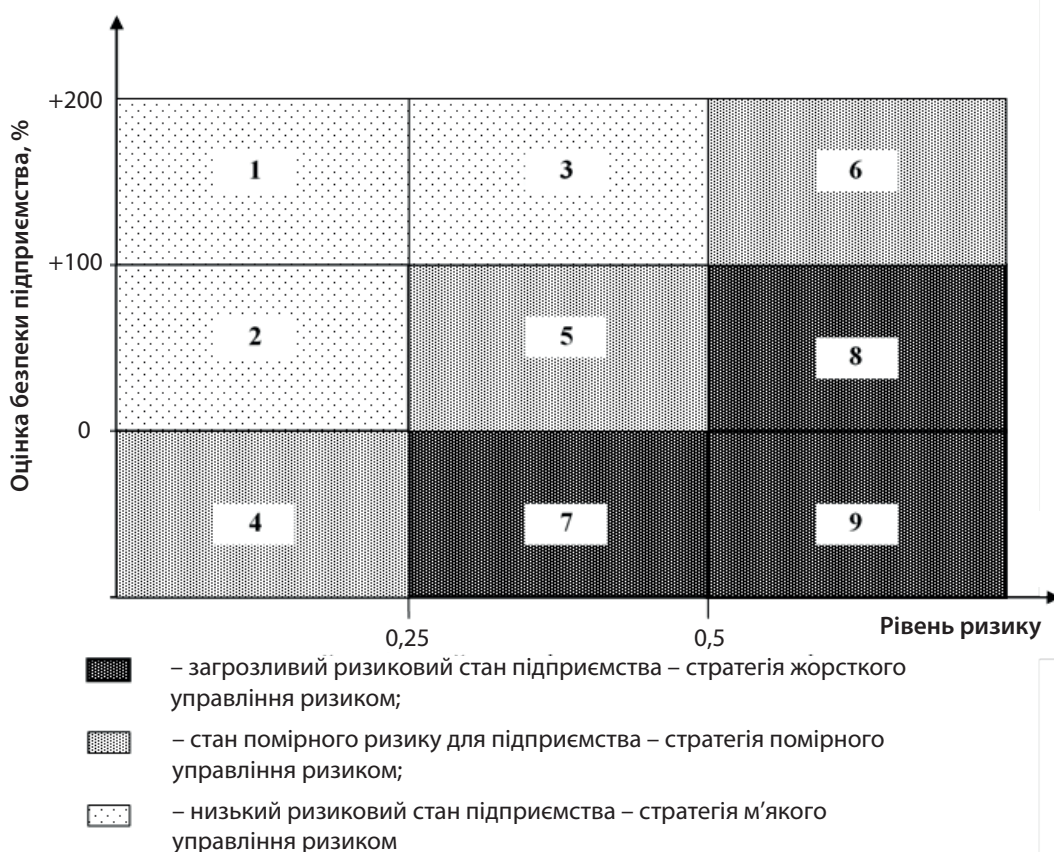 Оцінка безпеки підприємства, %
+200
1
3
6
+100
2
5
8
0
4
7
9
0,25
0,5
Рівень ризику
– загрозливий ризиковий стан підприємства – стратегія жорсткого
управління ризиком;
– стан помірного ризику для підприємства – стратегія помірного
управління ризиком;
– низький ризиковий стан підприємства – стратегія м’якого
управління ризиком